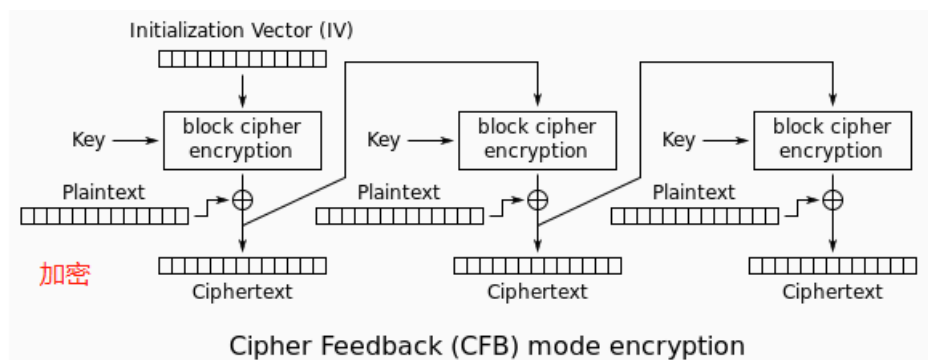 Initialization Vector (IV)
Key
block cipher
encryption
Key
block cipher
encryption
Key
block cipher
encryption
Plaintext
Plaintext
Plaintext
加密
Ciphertext
Ciphertext
Ciphertext
Cipher Feedback (CFB) mode encryption